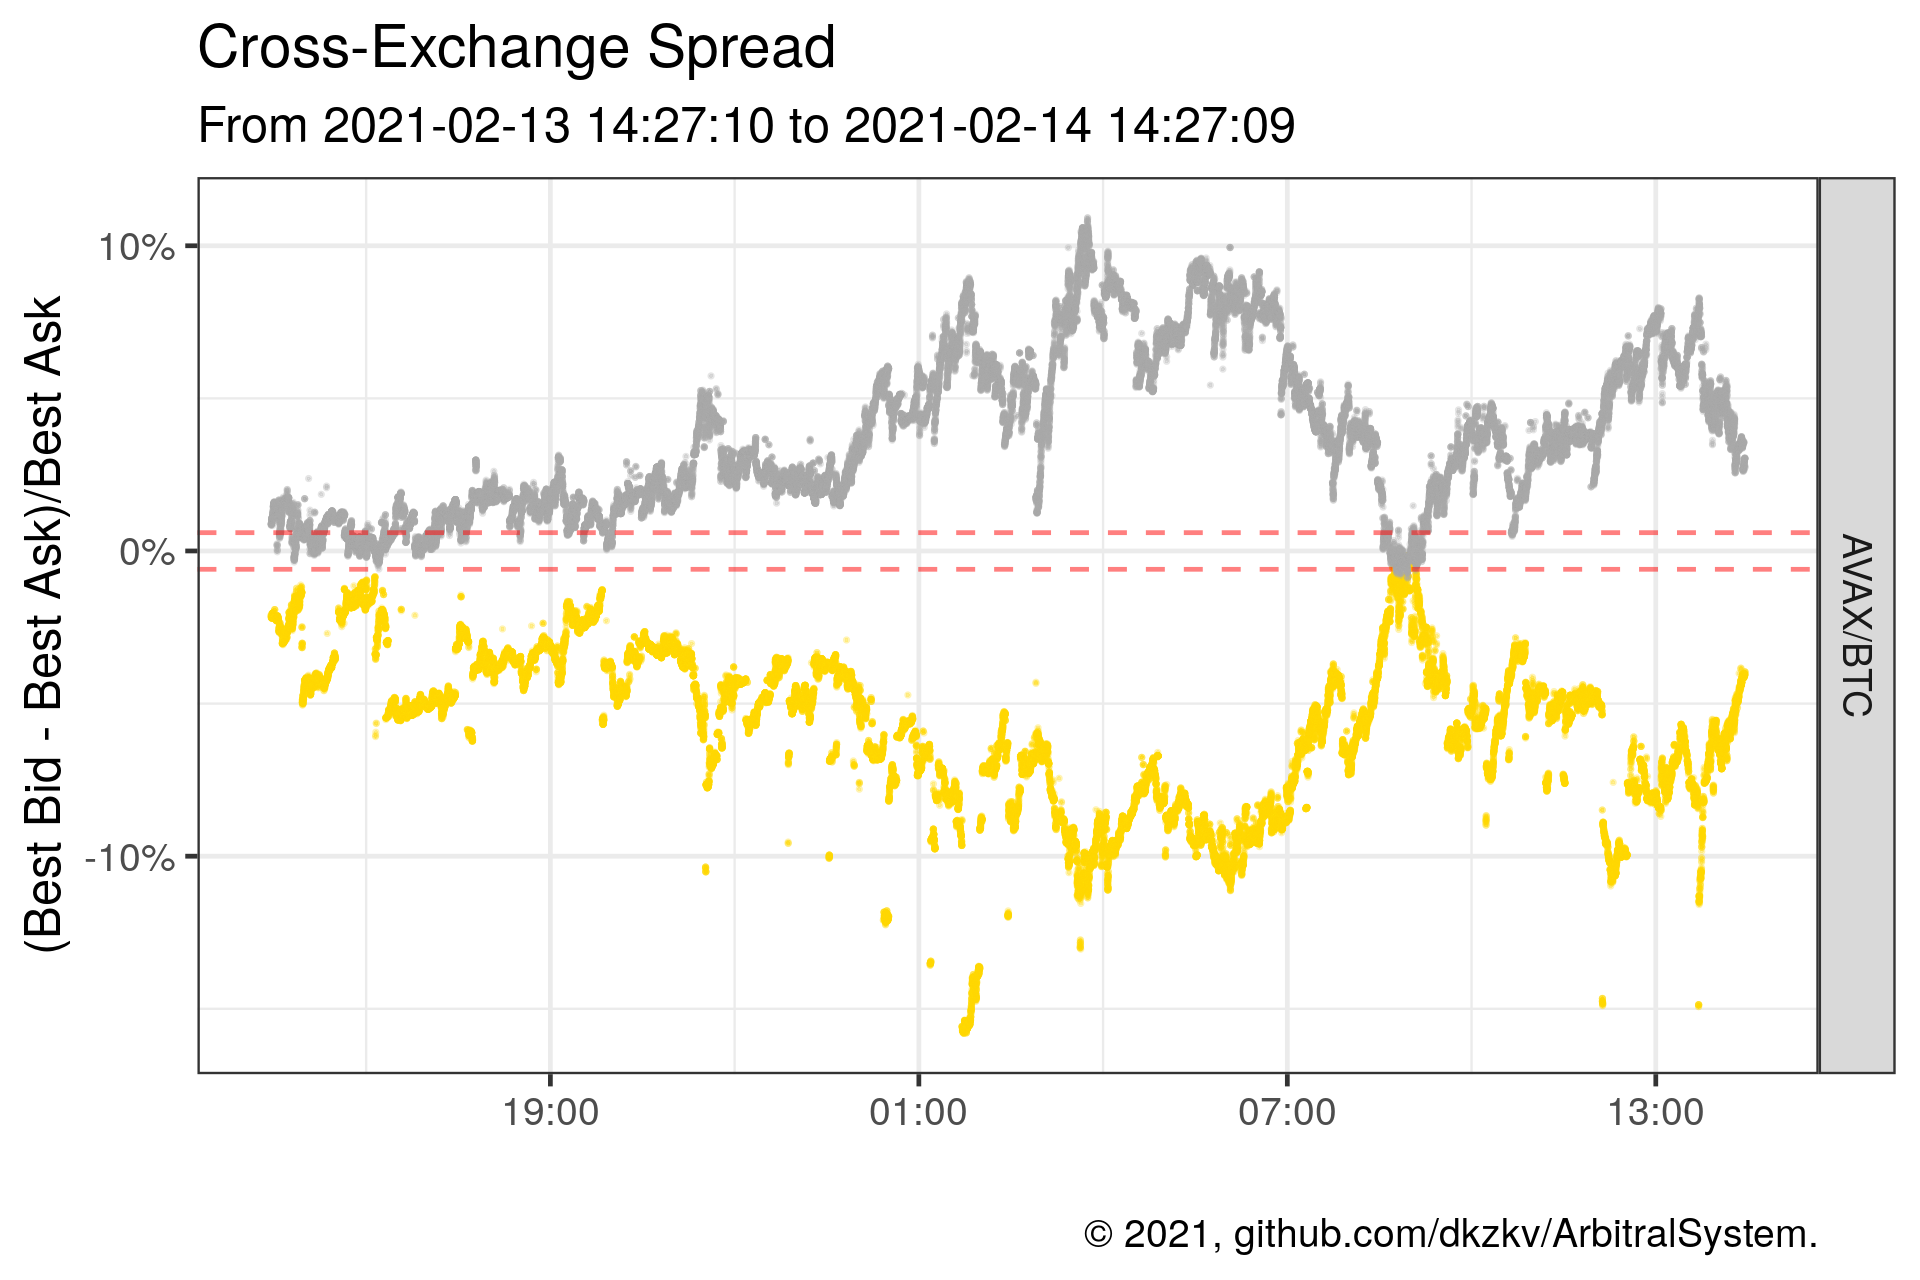 Cross-Exchange Spread
From 2021-02-13 14:27:10 to 2021-02-14 14:27:09
(Best Bid - Best Ask)/Best Ask
10%
0%
-10%
AVAX/BTC
19:00
01:00
07:00
13:00
© 2021, github.com/dkzkv/ArbitralSystem.